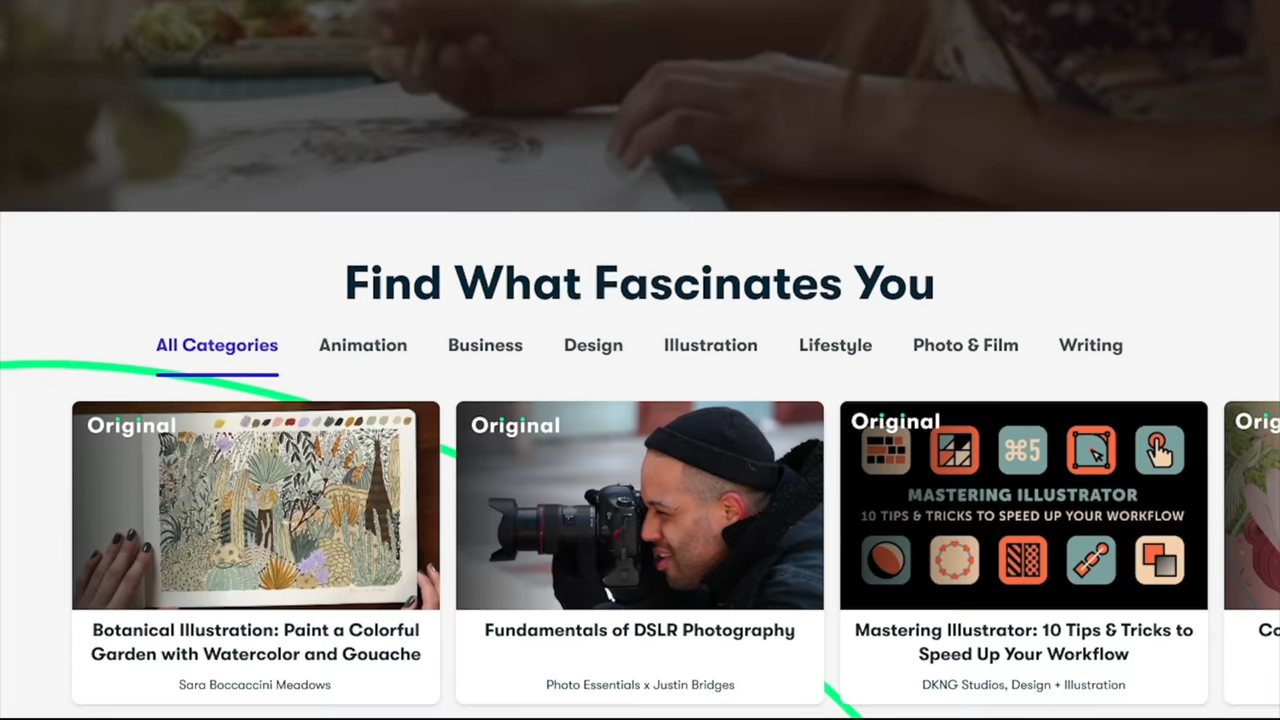 Find What Fascinates You
All Categories
Animation
Business
Design
Illustration
Lifestyle
Photo & Film
Writing
Original
Botanical Illustration: Paint a Colorful
Garden with Watercolor and Gouache
Sara Boccaccini Meadows
Original
Fundamentals of DSLR Photography
Photo Essentials x Justin Bridges
Original
⌘5
MASTERING ILLUSTRATOR
10 TIPS & TRICKS TO SPEED UP YOUR WORKFLOW
Mastering Illustrator: 10 Tips & Tricks to
Speed Up Your Workflow
DKNG Studios, Design + Illustration